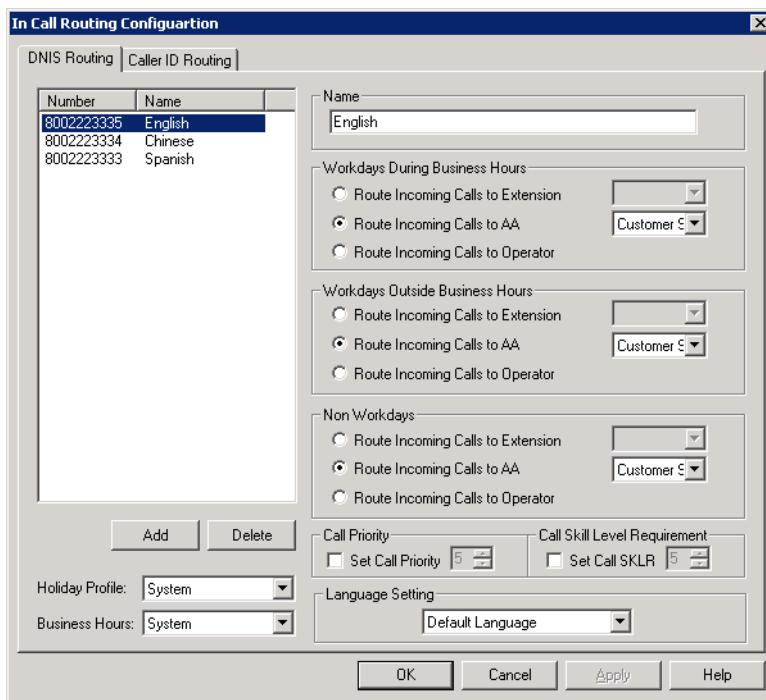 In Call Routing Configuartion
DNIS Routing
Caller ID Routing
Number Name
8002223335 English
8002223334 Chinese
8002223333 Spanish
Add Delete
Holiday Profile: System
Business Hours: System
Name
English
Workdays During Business Hours
Route Incoming Calls to Extension
Route Incoming Calls to AA Customer S
Route Incoming Calls to Operator
Workdays Outside Business Hours
Route Incoming Calls to Extension
Route Incoming Calls to AA Customer S
Route Incoming Calls to Operator
Non Workdays
Route Incoming Calls to Extension
Route Incoming Calls to AA Customer S
Route Incoming Calls to Operator
Call Priority
Set Call Priority 5
Call Skill Level Requirement
Set Call SKLR 5
Language Setting
Default Language
OK Cancel Apply Help